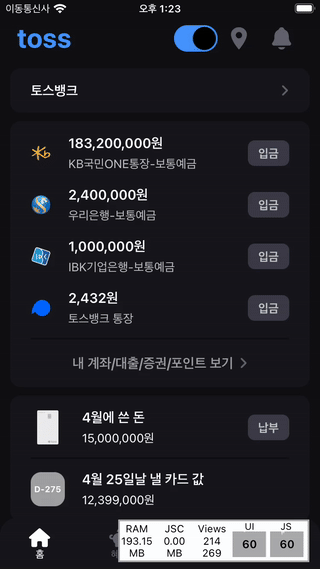 이동통신사 오후 1:23
toss
토스뱅크
183,200,000원
KB국민ONE통장-보통예금
입금
2,400,000원
우리은행-보통예금
입금
1,000,000원
IBK기업은행-보통예금
입금
2,432원
토스뱅크 통장
입금
내 계좌/대출/증권/포인트 보기
4월에 쓴 돈
15,000,000원
납부
D-275
4월 25일날 낼 카드 값
12,399,000원
홈
RAM JSC Views UI JS
193.15 0.00 214 60 60
MB MB 269